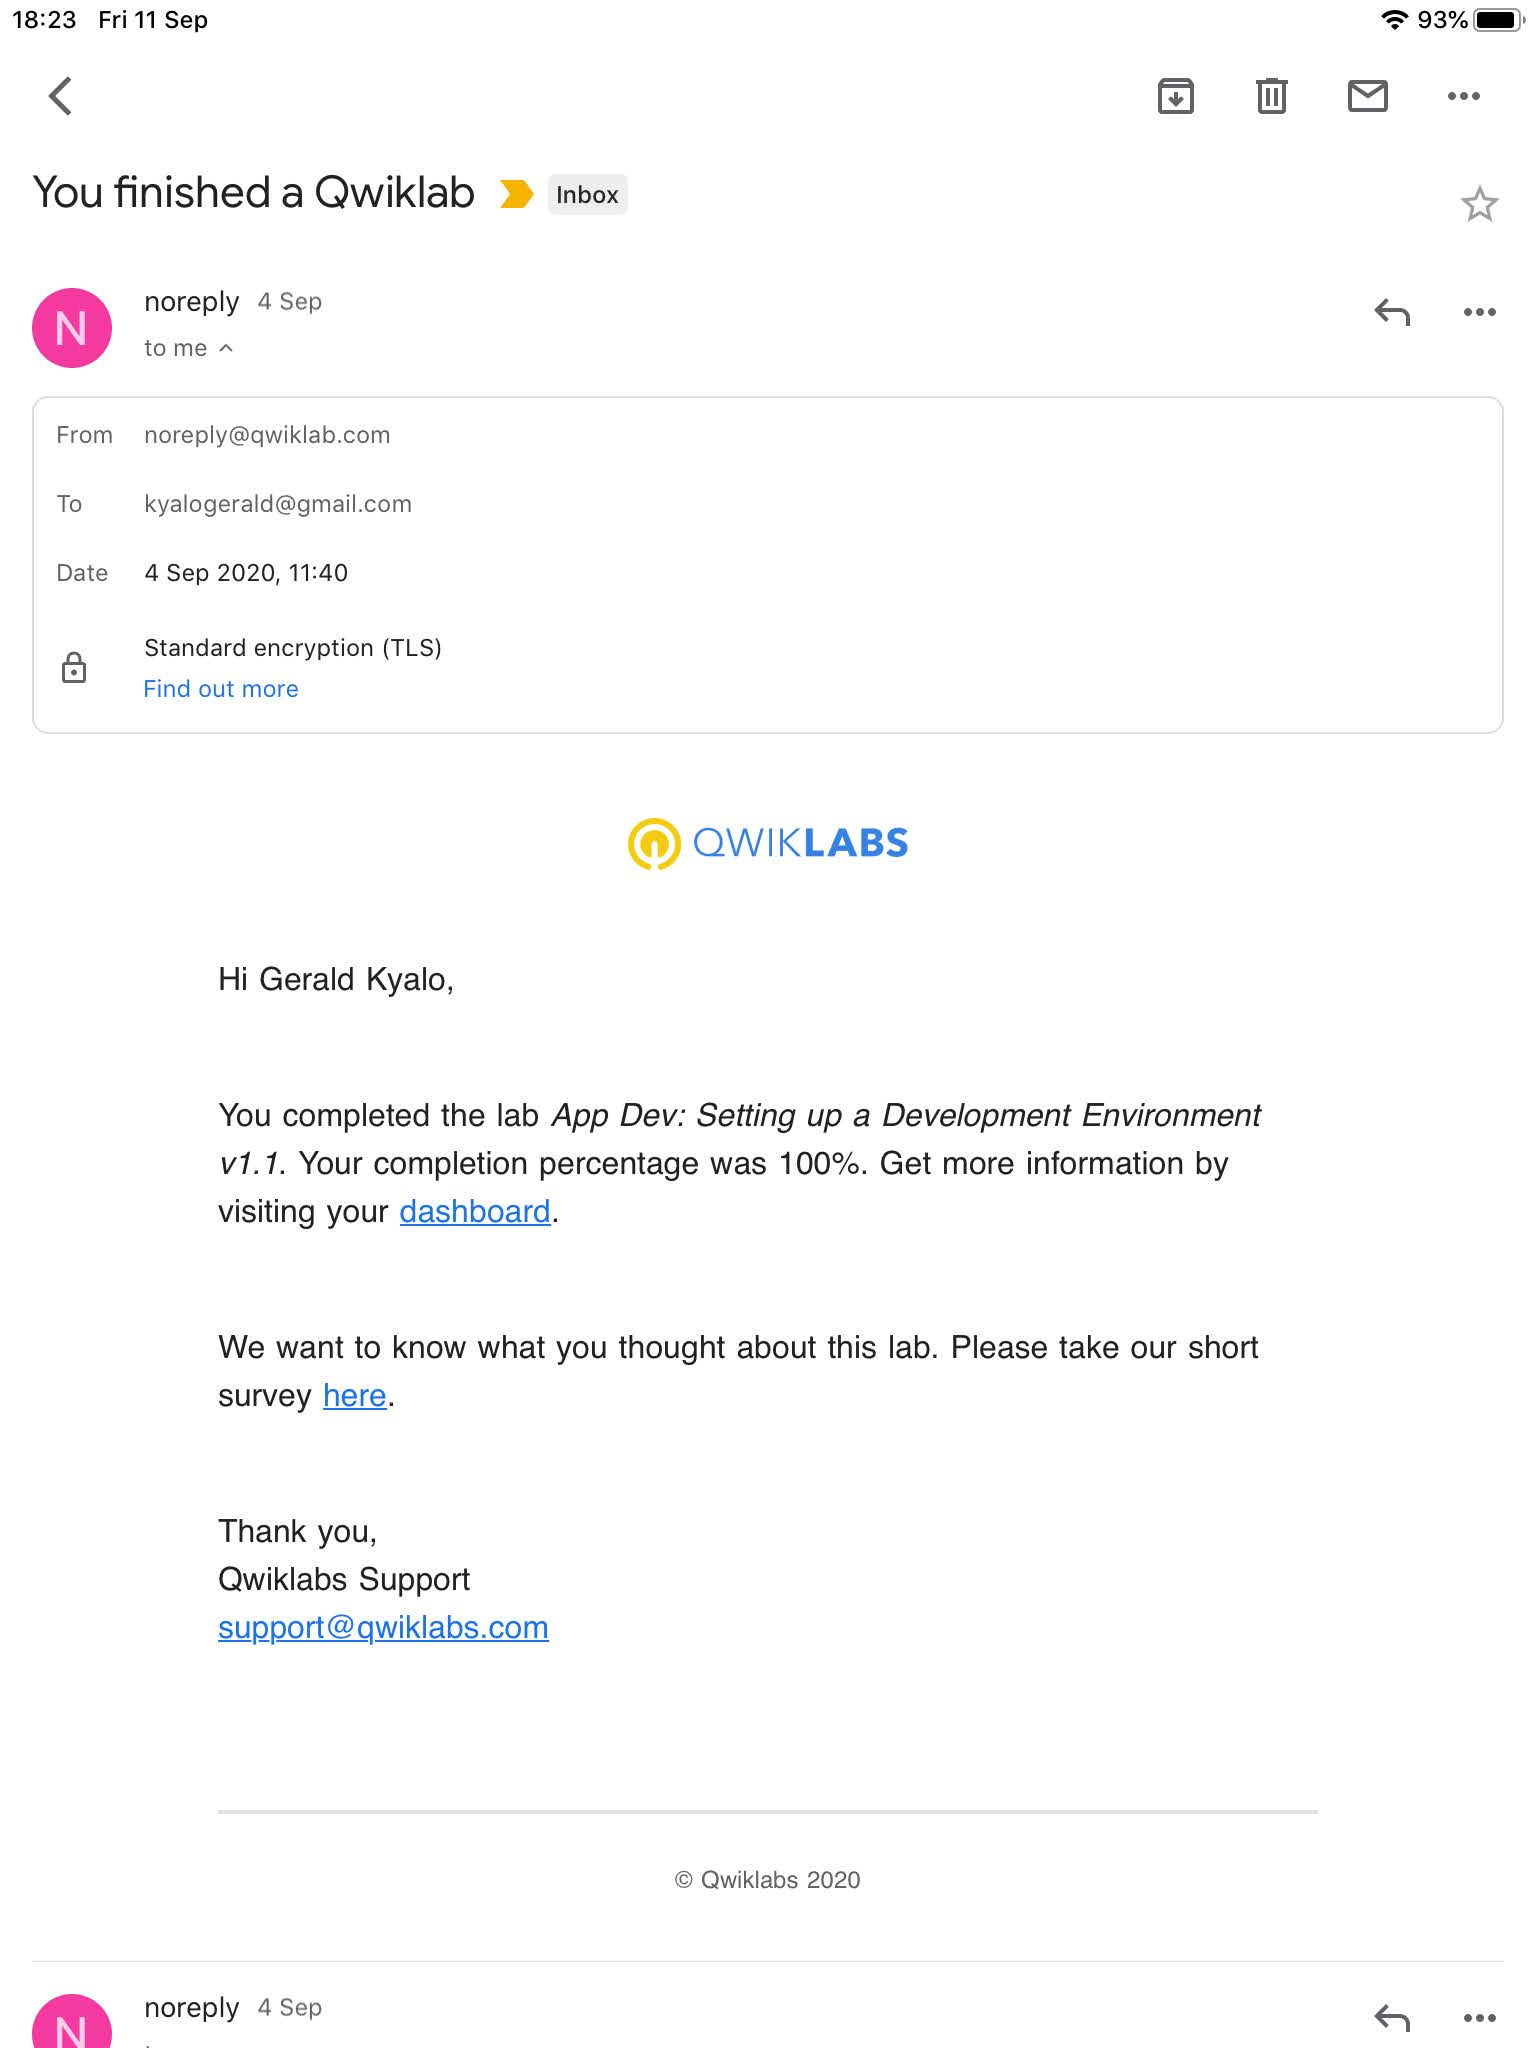 18:23 Fri 11 Sep 93%
You finished a Qwiklab Inbox
N noreply 4 Sep
to me
From noreply@qwiklab.com
To kyalogerald@gmail.com
Date 4 Sep 2020, 11:40
Standard encryption (TLS)
Find out more
QWIKLABS
Hi Gerald Kyalo,
You completed the lab App Dev: Setting up a Development Environment
v1.1. Your completion percentage was 100%. Get more information by
visiting your dashboard.
We want to know what you thought about this lab. Please take our short
survey here.
Thank you,
Qwiklabs Support
support@qwiklabs.com
© Qwiklabs 2020
N noreply 4 Sep